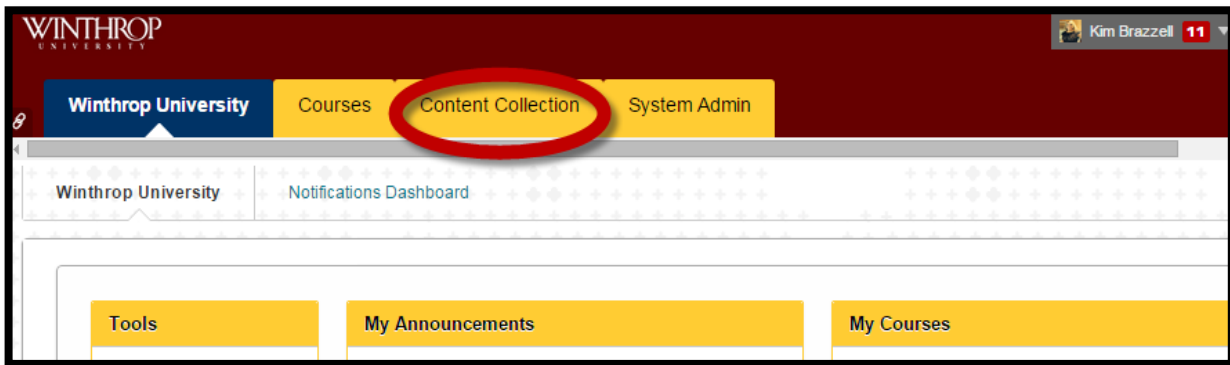 WINTHROP
UNIVERSITY
Kim Brazzell 11
Winthrop University Courses Content Collection System Admin
Winthrop University Notifications Dashboard
Tools My Announcements My Courses